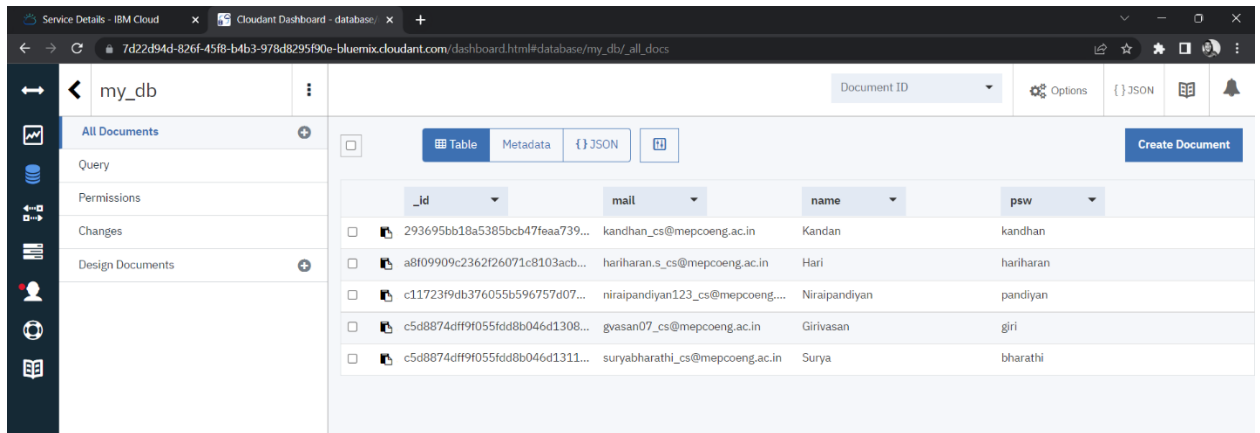 Service Details - IBM Cloud
Cloudant Dashboard - database/
7d22d94d-826f-45f8-b4b3-978d8295f90e-bluemix.cloudant.com/dashboard.html#database/my_db/_all_docs
my_db
Document ID
Options
{ } JSON
All Documents
Table
Metadata
{ } JSON
Create Document
Query
Permissions
Changes
Design Documents
_id mail name psw
293695bb18a5385bcb47feaa739... kandhan_cs@mepcoeng.ac.in Kandan kandhan
a8f09909c2362f26071c8103acb... hariharan.s_cs@mepcoeng.ac.in Hari hariharan
c11723f9db376055b596757d07... niraipandiyan123_cs@mepcoeng.... Niraipandiyan pandiyan
c5d8874dff9f055fdd8b046d1308... gvasan07_cs@mepcoeng.ac.in Girivasan giri
c5d8874dff9f055fdd8b046d1311... suryabharathi_cs@mepcoeng.ac.in Surya bharathi